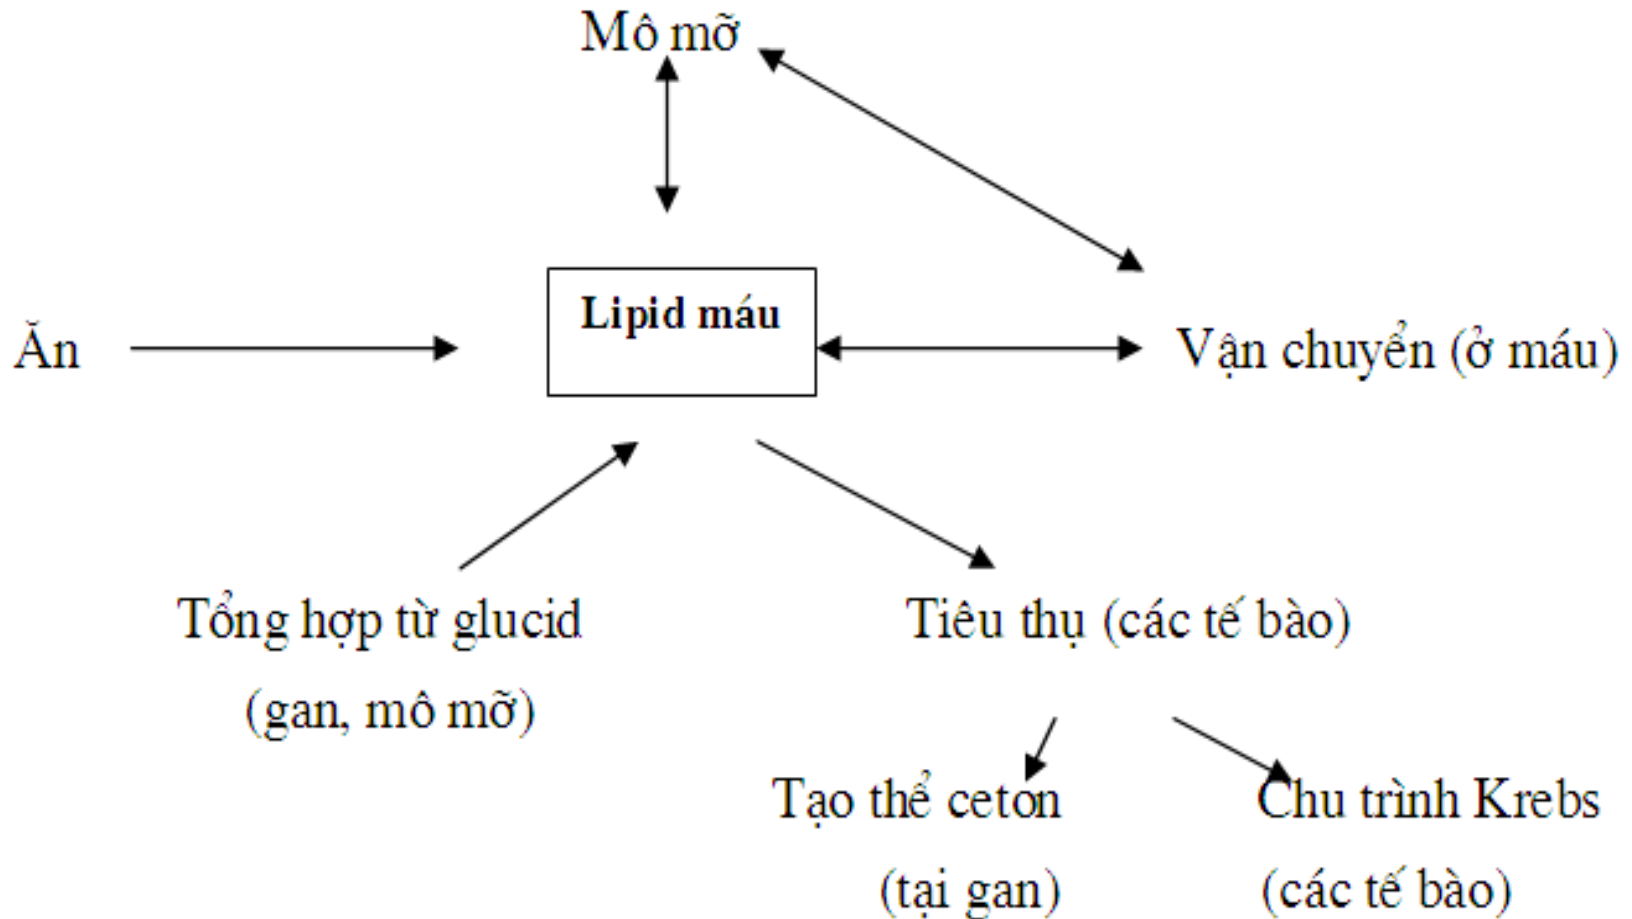 Mô mỡ
Lipid máu
Ăn
Vận chuyển (ở máu)
Tổng hợp từ glucid
(gan, mô mỡ)
Tiêu thụ (các tế bào)
Tạo thể ceton
(tại gan)
Chu trình Krebs
(các tế bào)